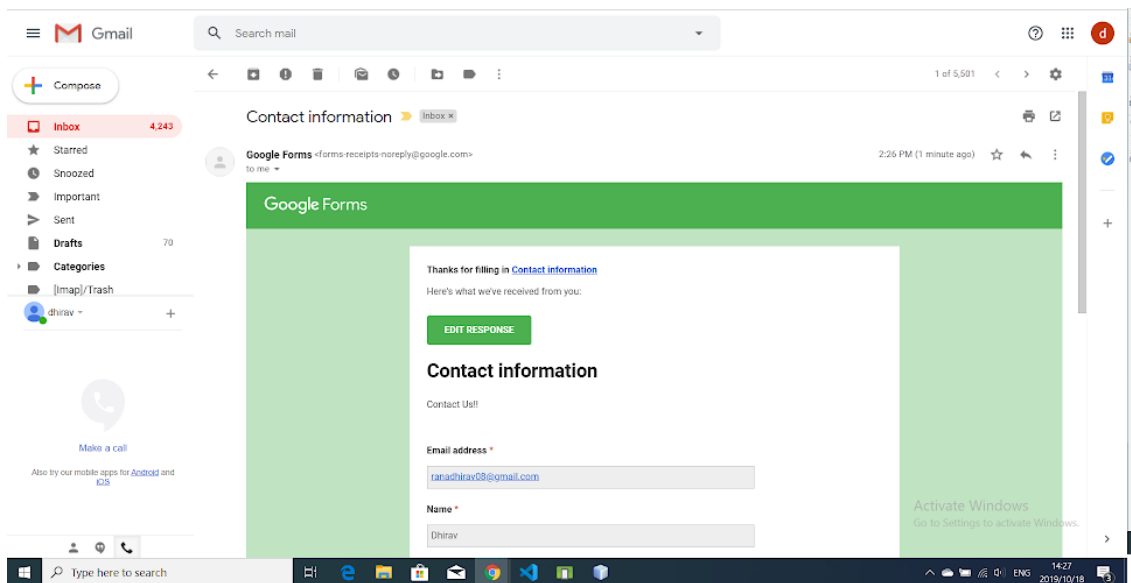 Gmail
Search mail
d
Compose
1 of 5,501
31
Inbox 4,243
Contact information Inbox ×
Starred
Google Forms <forms-receipts-noreply@google.com> 2:26 PM (1 minute ago)
to me
Snoozed
Important
Google Forms
Sent
Drafts 70
Categories
[Imap]/Trash
dhirav
Thanks for filling in Contact information
Here's what we've received from you:
EDIT RESPONSE
Contact information
Contact Us!!
Make a call
Also try our mobile apps for Android and
iOS
Email address *
ranadhirav08@gmail.com
Name *
Dhirav
Activate Windows
Go to Settings to activate Windows.
Type here to search
ENG
14:27
2019/10/18
3